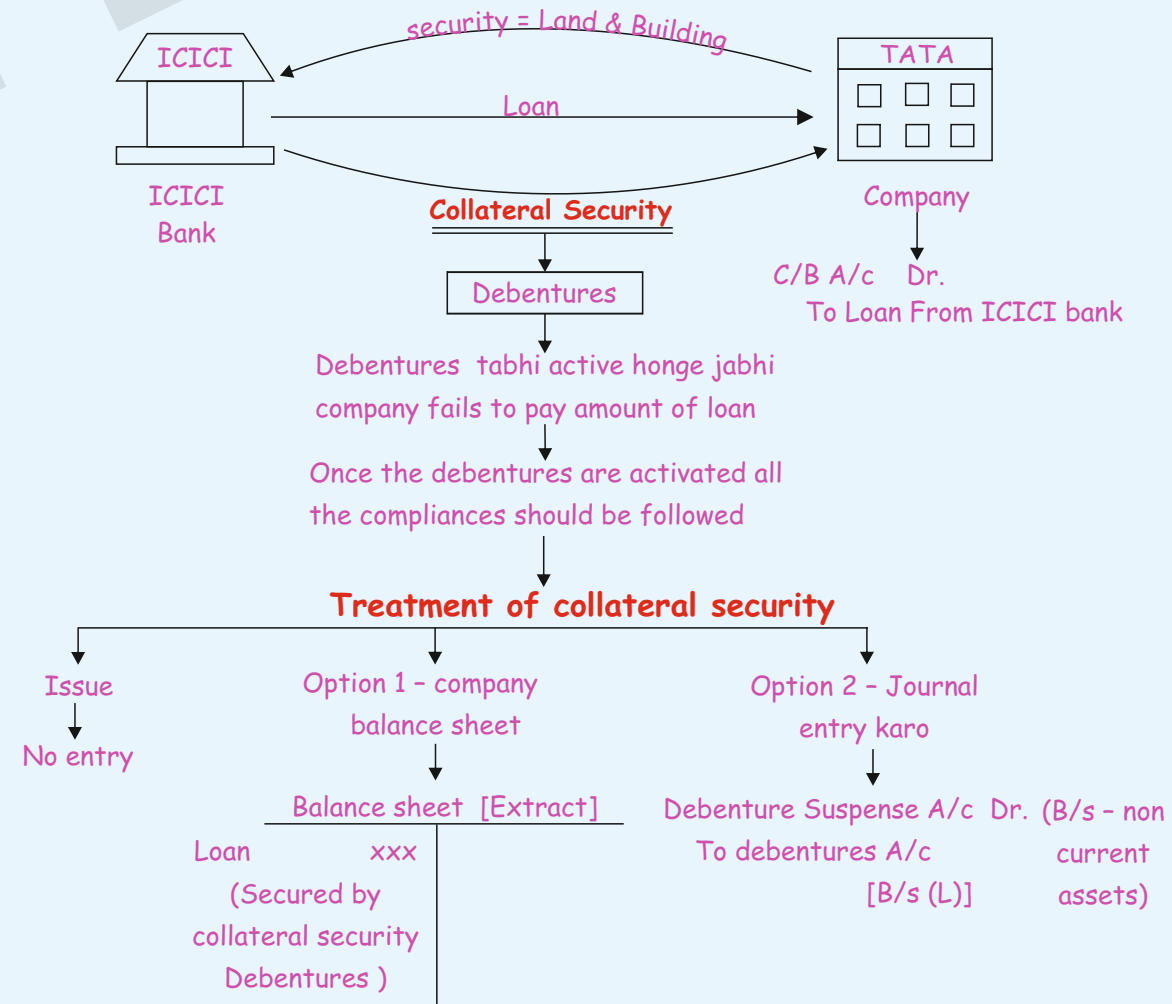 security = Land & Building
ICICI
TATA
Loan
ICICI
Bank
Company
Collateral Security
C/B A/c Dr.
To Loan From ICICI bank
Debentures
Debentures tabhi active honge jabhi
company fails to pay amount of loan
Once the debentures are activated all
the compliances should be followed
Treatment of collateral security
Issue
No entry
Option 1 – company
balance sheet
Balance sheet [Extract]
Loan xxx
(Secured by
collateral security
Debentures )
Option 2 – Journal
entry karo
Debenture Suspense A/c Dr. (B/s – non
To debentures A/c current
[B/s (L)] assets)